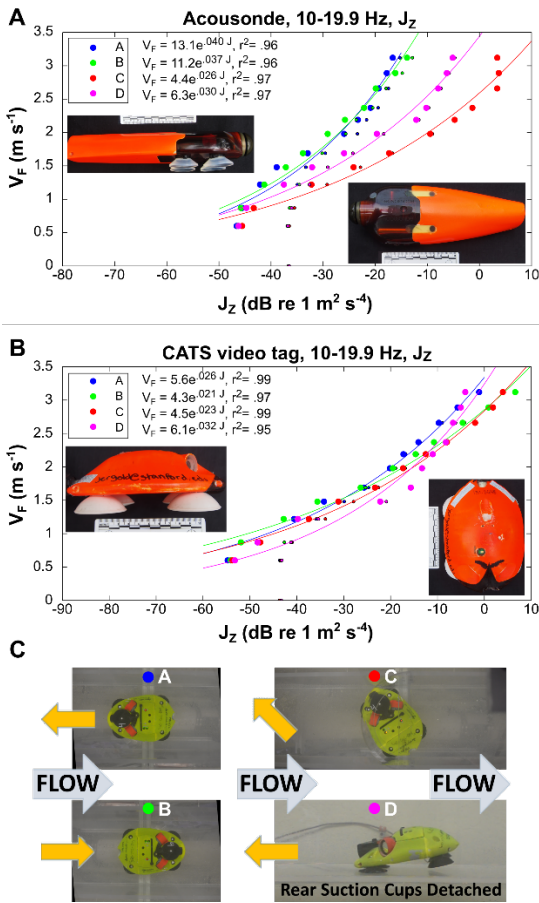 A
Acousonde, 10-19.9 Hz, JZ
A
B
C
D
VF = 13.1e.040 J, r2= .96
VF = 11.2e.037 J, r2= .96
VF = 4.4e.026 J, r2= .97
VF = 6.3e.030 J, r2= .97
VF (m s-1)
3.5
3
2.5
2
1.5
1
0.5
0
-80
-70
-60
-50
-40
-30
-20
-10
0
10
JZ (dB re 1 m2 s-4)
B
CATS video tag, 10-19.9 Hz, JZ
A
B
C
D
VF = 5.6e.026 J, r2= .99
VF = 4.3e.021 J, r2= .97
VF = 4.5e.023 J, r2= .99
VF = 6.1e.032 J, r2= .95
VF (m s-1)
3.5
3
2.5
2
1.5
1
0.5
0
-90
-80
-70
-60
-50
-40
-30
-20
-10
0
10
JZ (dB re 1 m2 s-4)
C
A
C
FLOW
FLOW
FLOW
B
D
Rear Suction Cups Detached